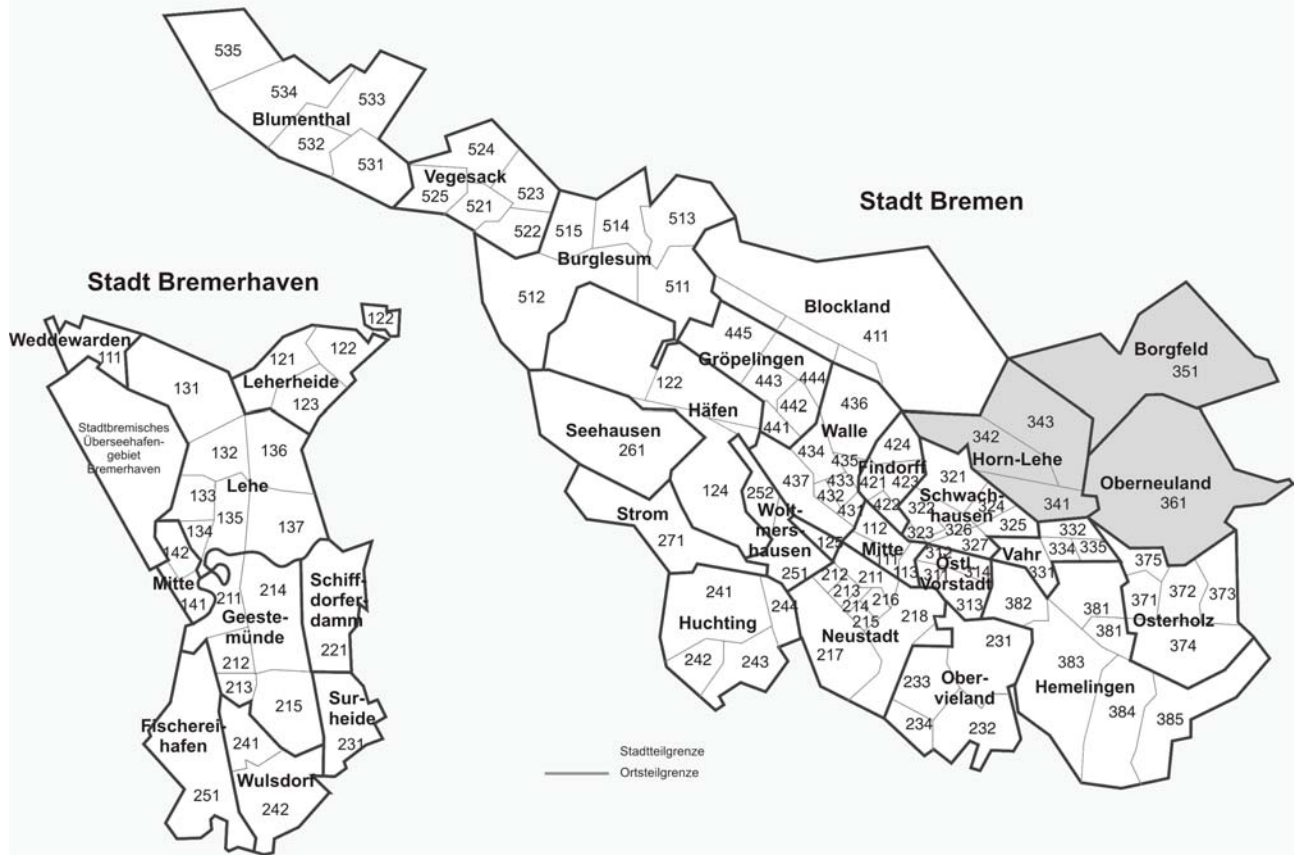 535
534
533
Blumenthal
532
531
524
Vegesack
525
521
523
522
515
514
513
Burglesum
512
511
Stadt Bremen
Blockland
411
Borgfeld
351
445
Gröpelingen
443
444
442
441
122
Häfen
436
Walle
434
435
433
437
432
431
424
Findorff
421
423
422
343
342
Horn-Lehe
341
Oberneuland
361
321
Schwach-
hausen
322
324
323
326
325
327
Seehausen
261
124
252
Wolt-
mers-
hausen
125
251
Strom
271
112
Mitte
111
113
312
Östl.
Vorstadt
311
314
313
Vahr
332
334
335
331
375
371
372
373
Osterholz
374
241
Huchting
244
242
243
212
211
213
214
216
215
218
Neustadt
217
231
233
Ober-
vieland
234
232
382
381
381
383
Hemelingen
384
385
Stadt Bremerhaven
Weddewarden
111
122
122
121
Leherheide
123
131
Stadtbremisches
Überseehafen-
gebiet
Bremerhaven
132
136
Lehe
133
135
134
137
142
Mitte
141
211
214
Geeste-
münde
212
213
215
Schiff-
dorfer-
damm
221
Sur-
heide
231
Fischerei-
hafen
251
241
Wulsdorf
242
Stadtteilgrenze
Ortsteilgrenze